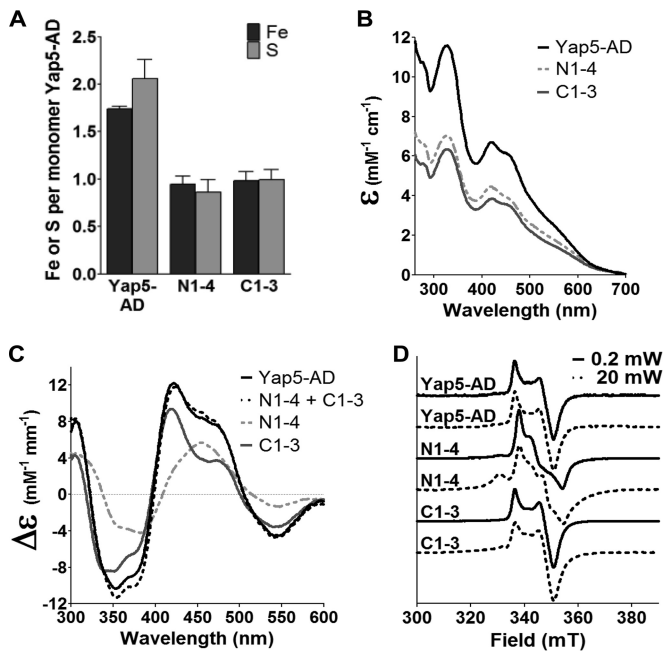 A
Fe or S per monomer Yap5-AD
2.5
2.0
1.5
1.0
0.5
0.0
Fe
S
Yap5-
AD
N1-4
C1-3
B
ε (mM⁻¹ cm⁻¹)
12
10
8
6
4
2
0
Yap5-AD
N1-4
C1-3
300 400 500 600 700
Wavelength (nm)
C
Δε (mM⁻¹ mm⁻¹)
12
8
4
0
-4
-8
-12
Yap5-AD
N1-4 + C1-3
N1-4
C1-3
300 350 400 450 500 550 600
Wavelength (nm)
D
0.2 mW
20 mW
Yap5-AD
Yap5-AD
N1-4
N1-4
C1-3
C1-3
300 320 340 360 380
Field (mT)